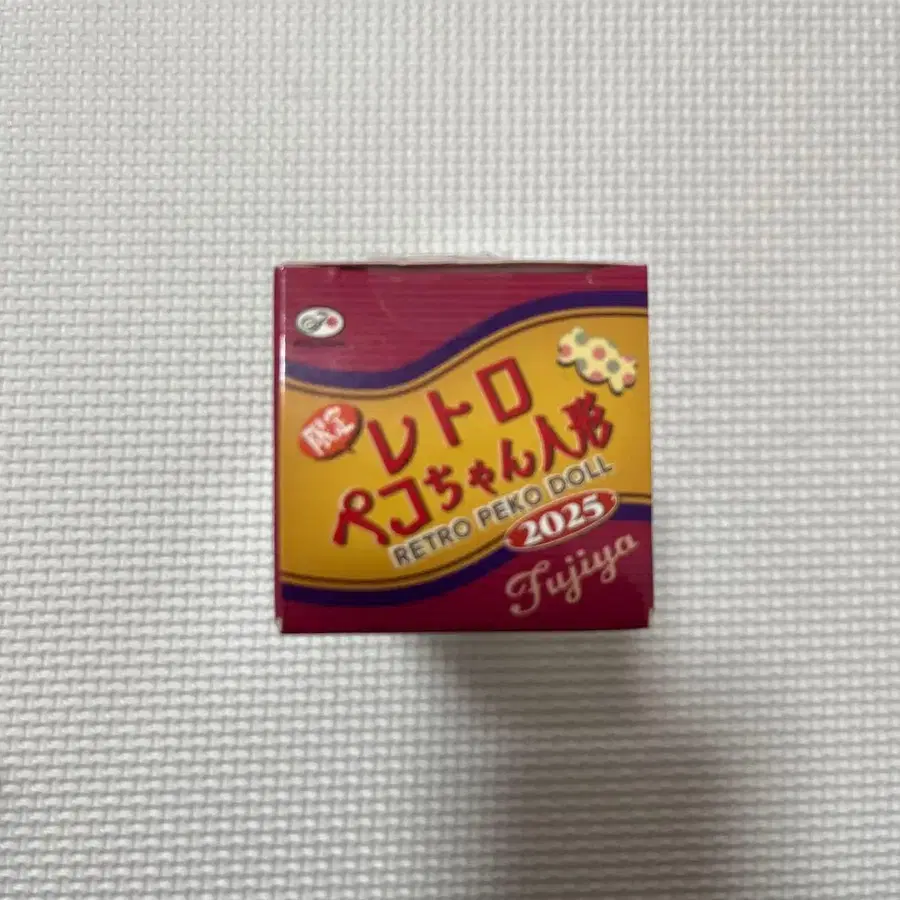 限定
レトロ
ペコちゃん人形
RETRO PEKO DOLL
2025
Fujiya